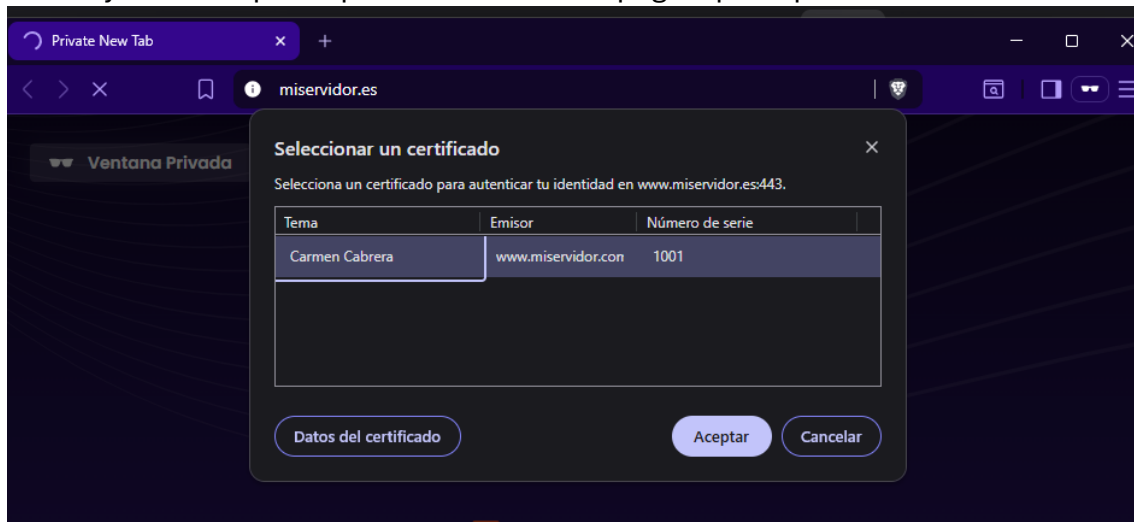 Private New Tab
miservidor.es
Ventana Privada
Seleccionar un certificado
Selecciona un certificado para autenticar tu identidad en www.miservidor.es:443.
Tema Emisor Número de serie
Carmen Cabrera www.miservidor.con 1001
Datos del certificado Aceptar Cancelar